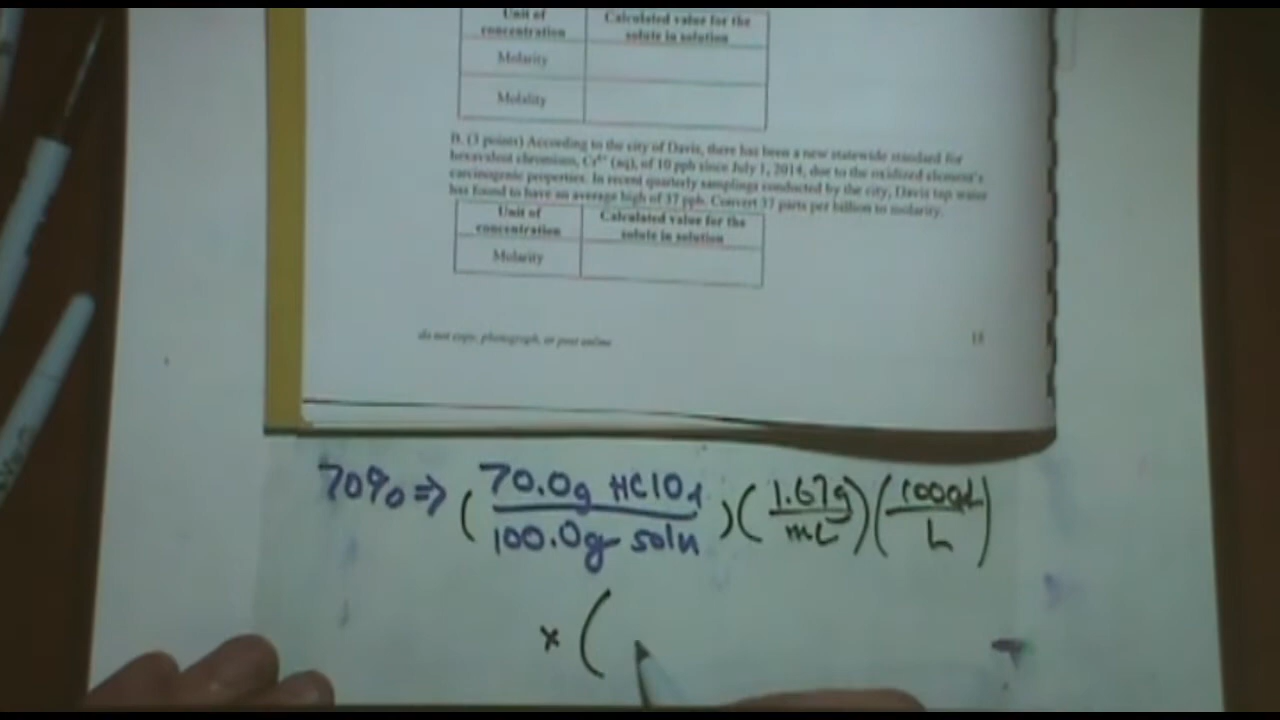 Unit of concentration Calculated value for the solute in solution
Molarity
Molality
D. (3 points) According to the city of Davis, there has been a new statewide standard for
hexavalent chromium, Cr⁶⁺ (aq), of 10 ppb since July 1, 2014, due to the oxidized element's
carcinogenic properties. In recent quarterly samplings conducted by the city, Davis tap water
has found to have an average high of 37 ppb. Convert 37 parts per billion to molarity.
Unit of concentration Calculated value for the solute in solution
Molarity
do not copy, photograph, or post online
70% ⇒ (70.0g HClO4 / 100.0g soln) (1.67g / mL) (1000mL / L)
× (